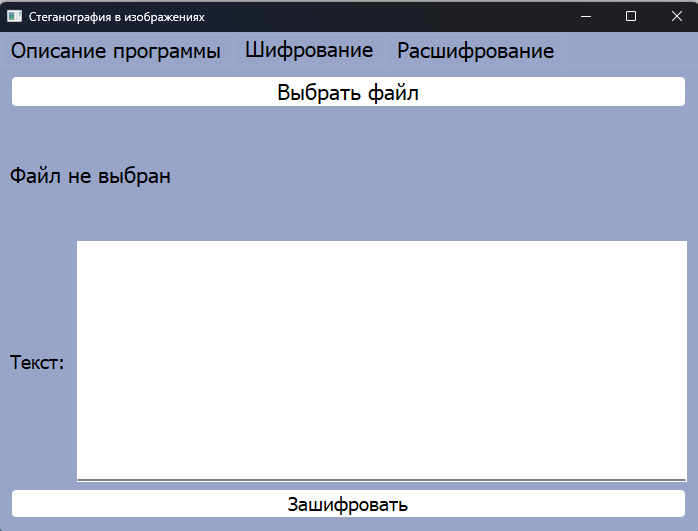 Стеганография в изображениях
Описание программы Шифрование Расшифрование
Выбрать файл
Файл не выбран
Текст:
Зашифровать